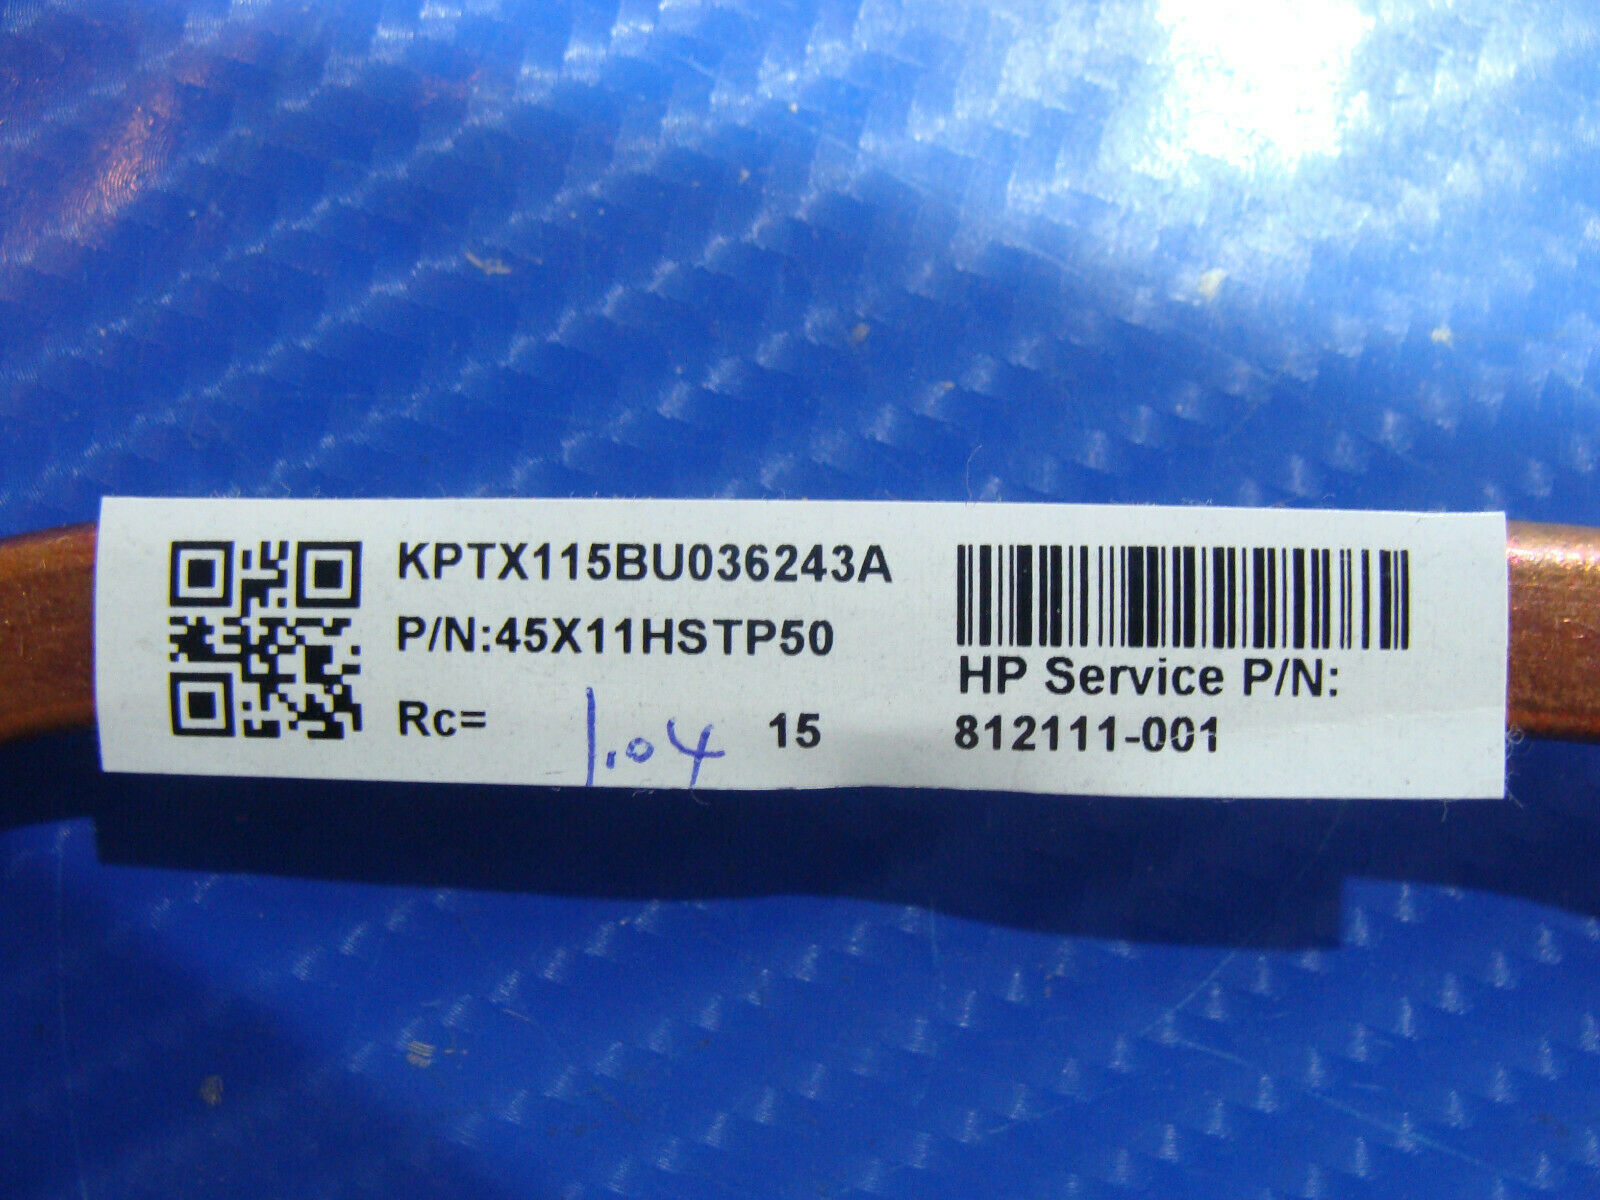 KPTX115BU036243A
P/N:45X11HSTP50
Rc= 1.04 15
HP Service P/N:
812111-001